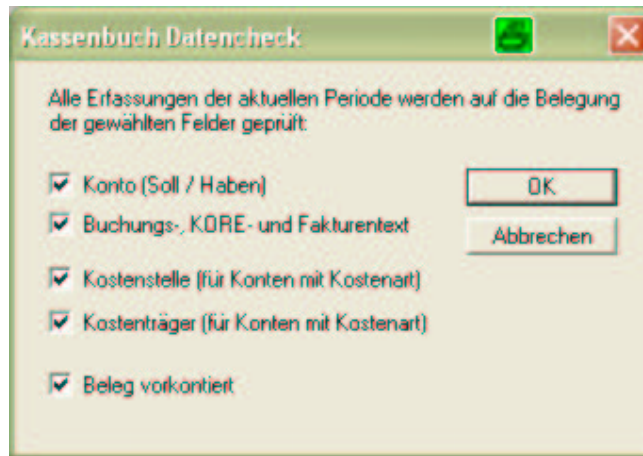 Kassenbuch Datencheck
Alle Erfassungen der aktuellen Periode werden auf die Belegung
der gewählten Felder geprüft:
Konto (Soll / Haben)
OK
Buchungs-, KORE- und Fakturentext
Abbrechen
Kostenstelle (für Konten mit Kostenart)
Kostenträger (für Konten mit Kostenart)
Beleg vorkontiert